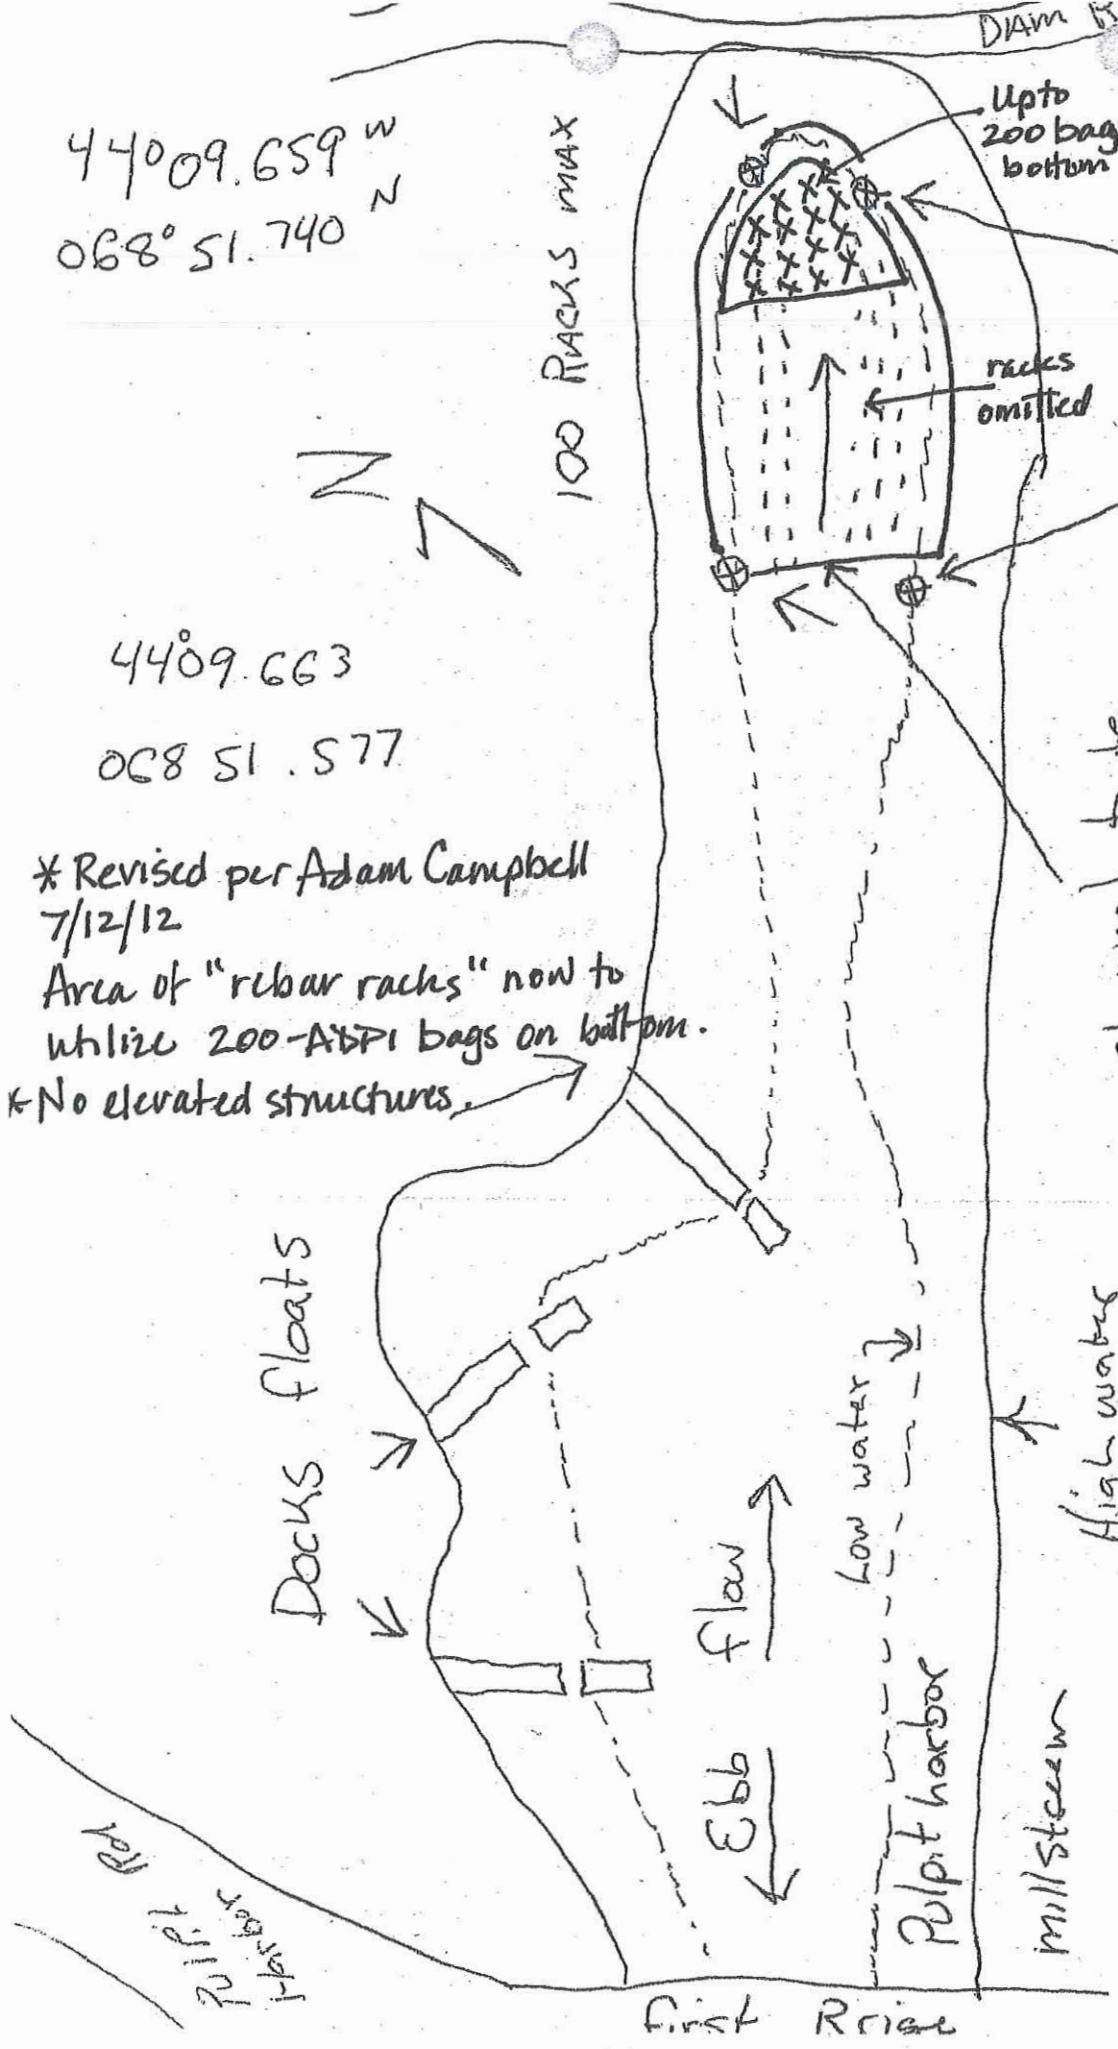 DAM
44°09.659 W
068° 51.740 N
100 RACKS MAX
Upto
200 bag
bottom
racks
omitted
N
44°09.663
068 51 . 577
* Revised per Adam Campbell
7/12/12
Area of "rebar racks" now to
utilize 200-ADPI bags on bottom.
* No elevated structures.
Docks floats
Low water
High water
Ebb flow
Pulpit harbor
Pulpit
Harbor
Rd
first